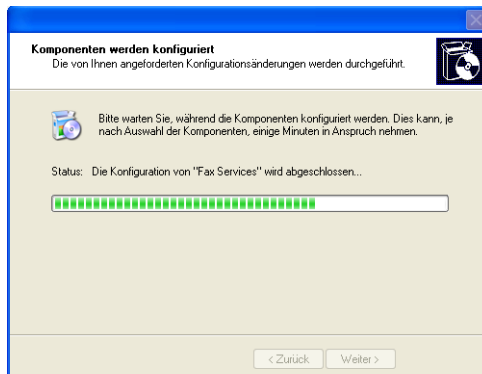 Komponenten werden konfiguriert
Die von Ihnen angeforderten Konfigurationsänderungen werden durchgeführt.
Bitte warten Sie, während die Komponenten konfiguriert werden. Dies kann, je
nach Auswahl der Komponenten, einige Minuten in Anspruch nehmen.
Status: Die Konfiguration von "Fax Services" wird abgeschlossen...
< Zurück Weiter >